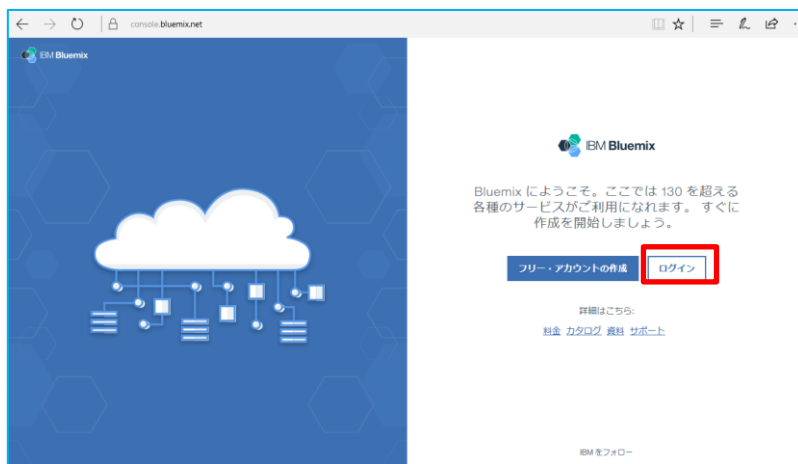 console.bluemix.net
IBM Bluemix
IBM Bluemix
Bluemix にようこそ。ここでは 130 を超える
各種のサービスがご利用になれます。 すぐに
作成を開始しましょう。
フリー・アカウントの作成 ログイン
詳細はこちら:
料金 カタログ 資料 サポート
IBM をフォロー